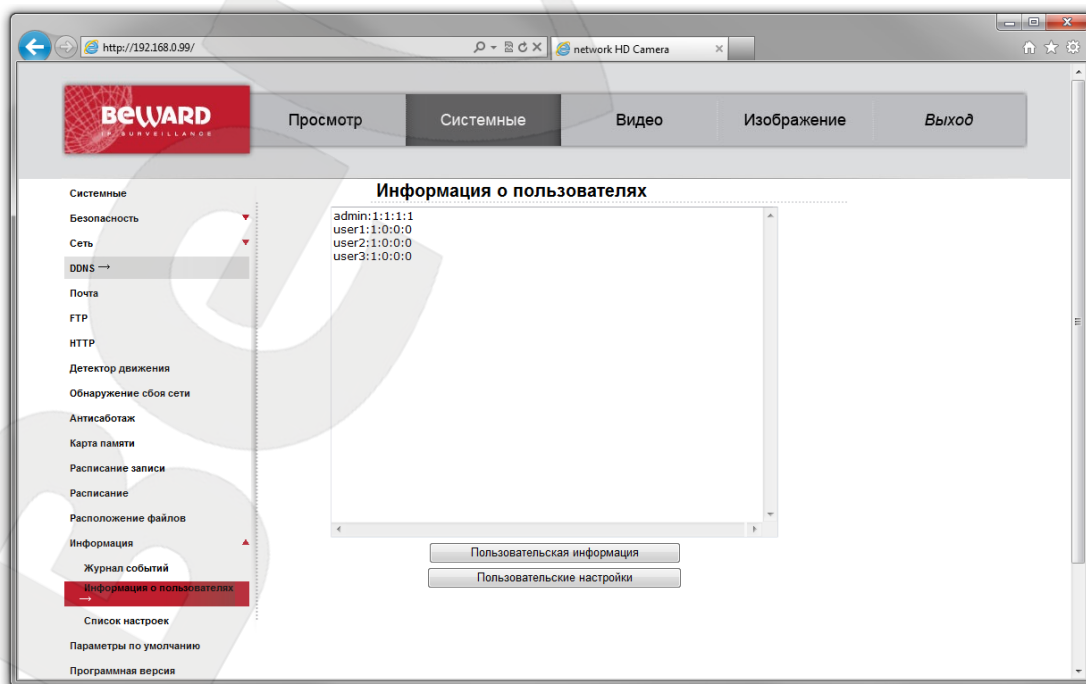 http://192.168.0.99/
network HD Camera
BEWARD
IP SURVEILLANCE
Просмотр
Системные
Видео
Изображение
Выход
Системные
Безопасность
Сеть
DDNS →
Почта
FTP
HTTP
Детектор движения
Обнаружение сбоя сети
Антисаботаж
Карта памяти
Расписание записи
Расписание
Расположение файлов
Информация
Журнал событий
Информация о пользователях
→
Список настроек
Параметры по умолчанию
Программная версия
Информация о пользователях
admin:1:1:1:1
user1:1:0:0:0
user2:1:0:0:0
user3:1:0:0:0
Пользовательская информация
Пользовательские настройки